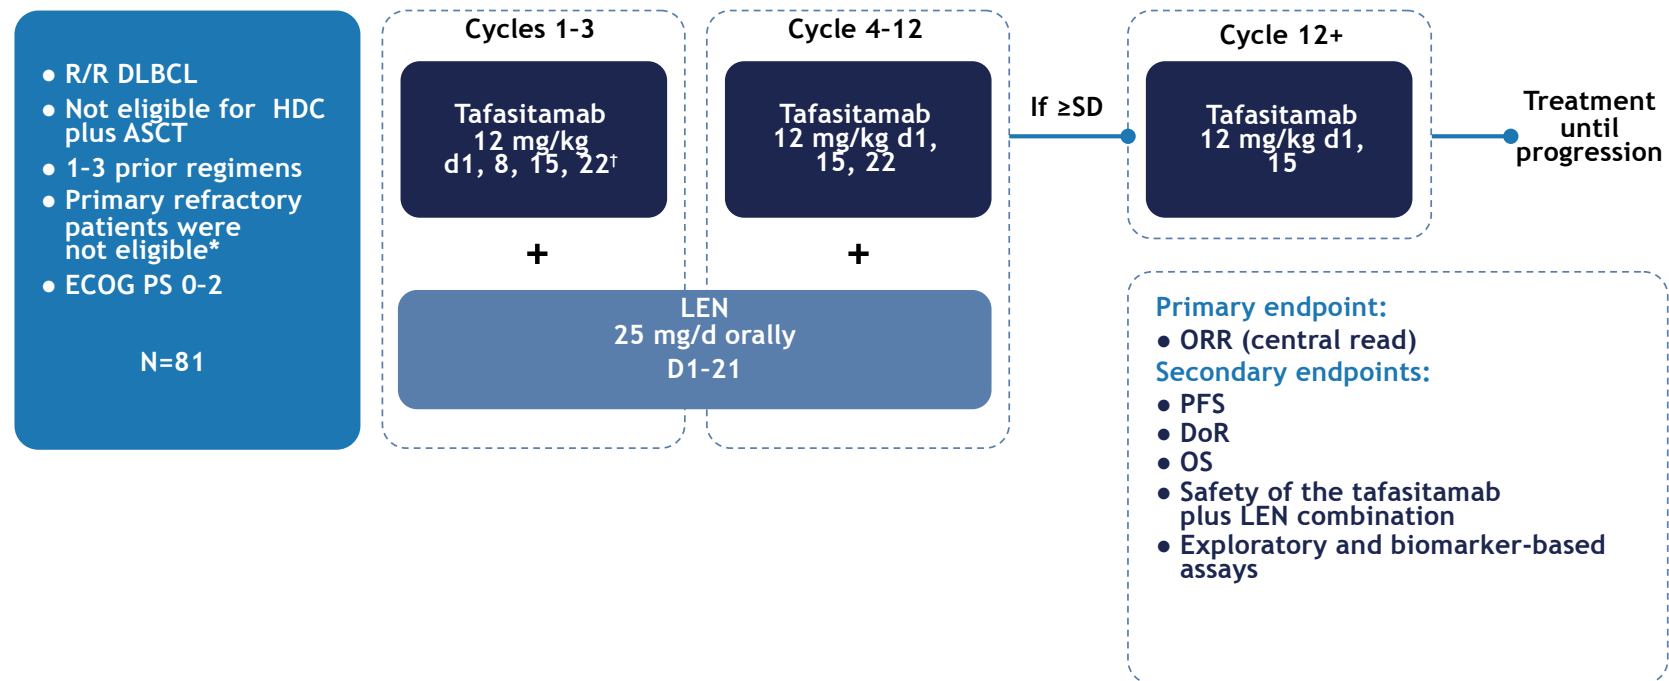 ● R/R DLBCL
● Not eligible for HDC
plus ASCT
● 1–3 prior regimens
● Primary refractory
patients were
not eligible*
● ECOG PS 0–2
N=81
Cycles 1–3
Tafasitamab
12 mg/kg
d1, 8, 15, 22†
+
Cycle 4–12
Tafasitamab
12 mg/kg d1,
15, 22
+
LEN
25 mg/d orally
D1–21
If ≥SD
Cycle 12+
Tafasitamab
12 mg/kg d1,
15
Treatment
until
progression
Primary endpoint:
● ORR (central read)
Secondary endpoints:
● PFS
● DoR
● OS
● Safety of the tafasitamab
plus LEN combination
● Exploratory and biomarker-based
assays